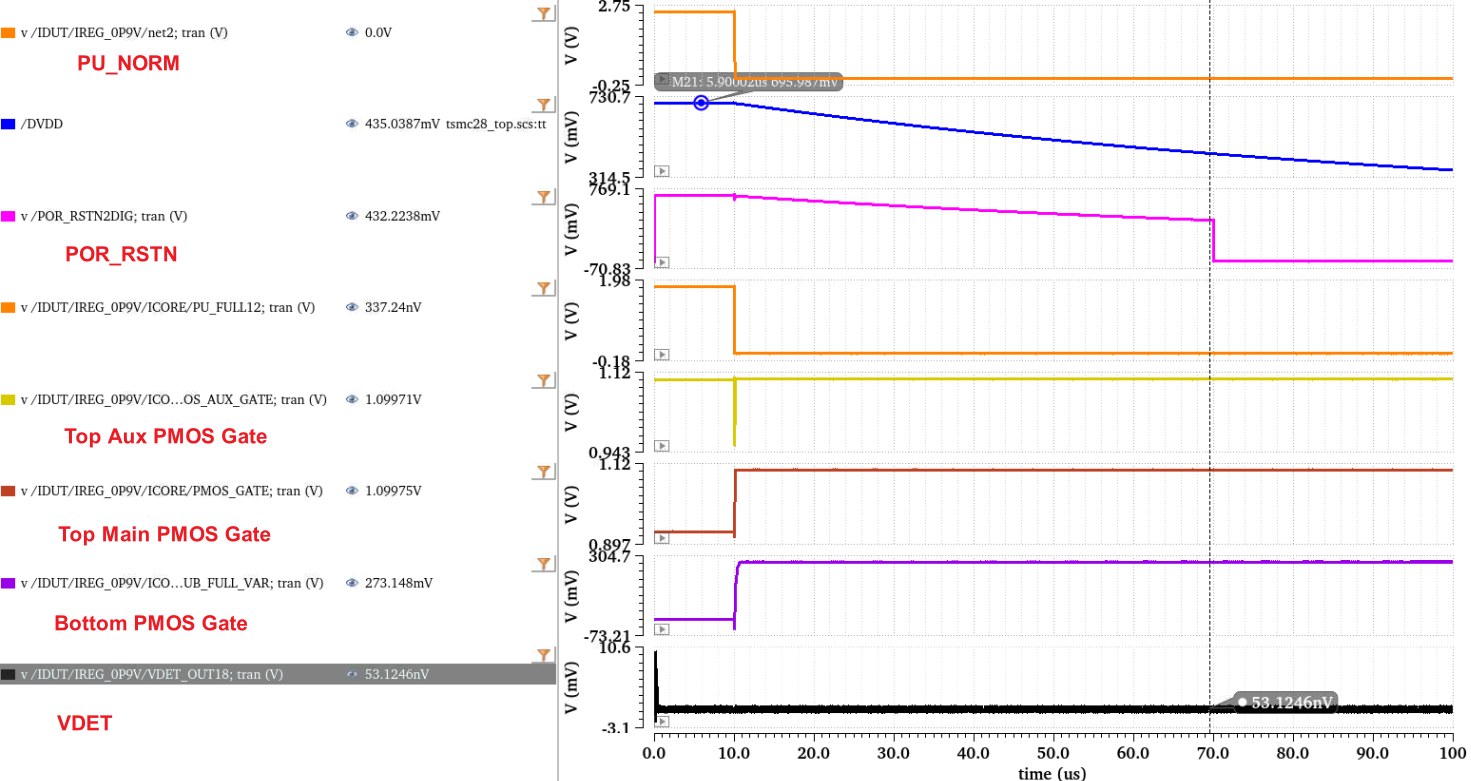 v /IDUT/IREG_0P9V/net2; tran (V) 0.0V
PU_NORM
V (V)
2.75
-0.25
M21: 5.90002us 695.987mV
/DVDD 435.0387mV tsmc28_top.scs:tt
V (mV)
730.7
314.5
v /POR_RSTN2DIG; tran (V) 432.2238mV
POR_RSTN
V (mV)
769.1
-70.83
v /IDUT/IREG_0P9V/ICORE/PU_FULL12; tran (V) 337.24nV
V (V)
1.98
-0.18
v /IDUT/IREG_0P9V/ICO...OS_AUX_GATE; tran (V) 1.09971V
Top Aux PMOS Gate
V (V)
1.12
0.943
v /IDUT/IREG_0P9V/ICORE/PMOS_GATE; tran (V) 1.09975V
Top Main PMOS Gate
V (V)
1.12
0.897
v /IDUT/IREG_0P9V/ICO...UB_FULL_VAR; tran (V) 273.148mV
Bottom PMOS Gate
V (mV)
304.7
-73.21
v /IDUT/IREG_0P9V/VDET_OUT18; tran (V) 53.1246nV
VDET
V (mV)
10.6
-3.1
53.1246nV
0.0 10.0 20.0 30.0 40.0 50.0 60.0 70.0 80.0 90.0 100
time (us)